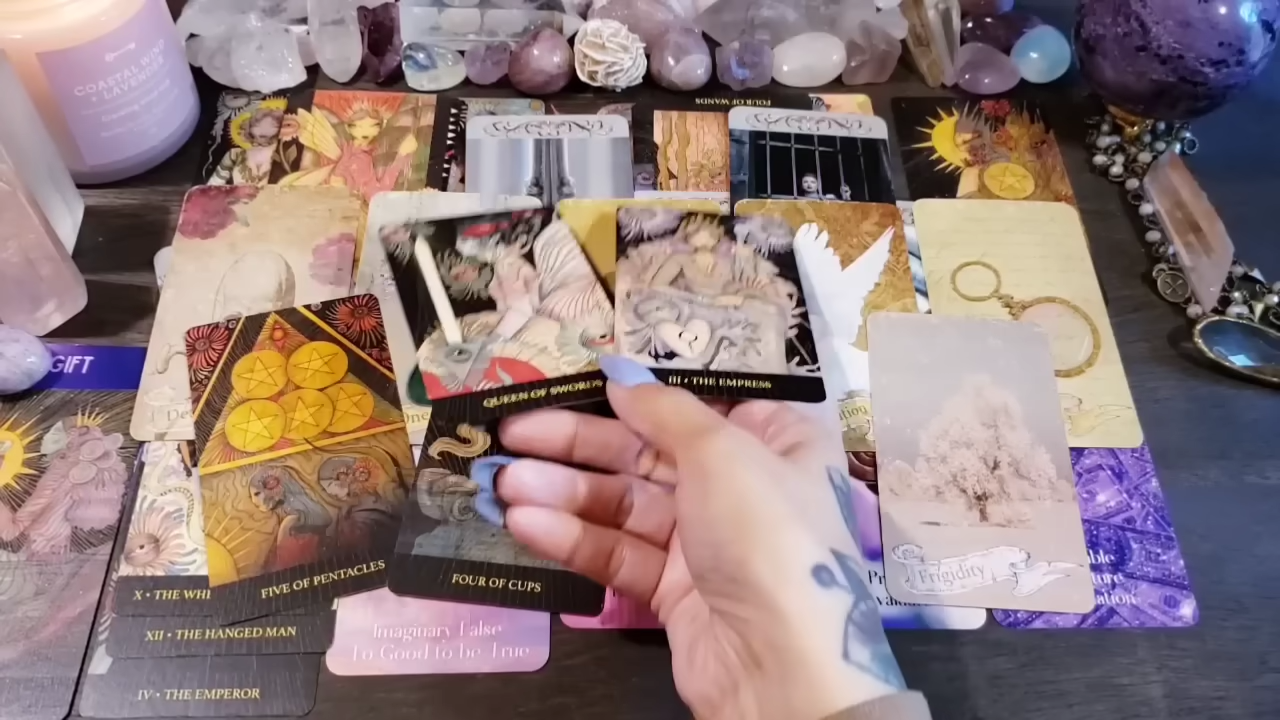 COASTAL WIND
+ LAVENDER
FOUR OF WANDS
GIFT
QUEEN OF SWORDS
III • THE EMPRESS
FIVE OF PENTACLES
FOUR OF CUPS
Frigidity
X • THE WH
XII • THE HANGED MAN
IV • THE EMPEROR
Imaginary False
To Good to be True